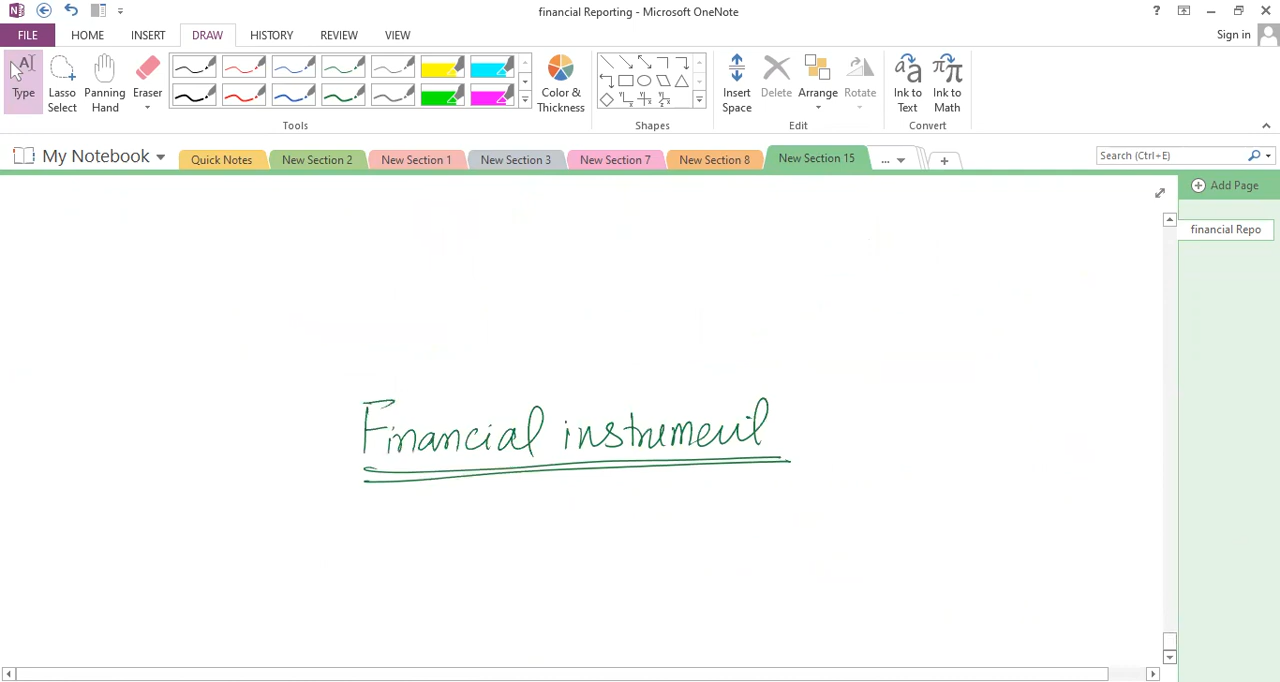 financial Reporting - Microsoft OneNote
?
FILE HOME INSERT DRAW HISTORY REVIEW VIEW
Sign in
Type
Lasso Select
Panning Hand
Eraser
Color & Thickness
Insert Space
Delete
Arrange
Rotate
Ink to Text
Ink to Math
Tools
Shapes
Edit
Convert
My Notebook
Quick Notes
New Section 2
New Section 1
New Section 3
New Section 7
New Section 8
New Section 15
...
Search (Ctrl+E)
Add Page
financial Repo
Financial instrument